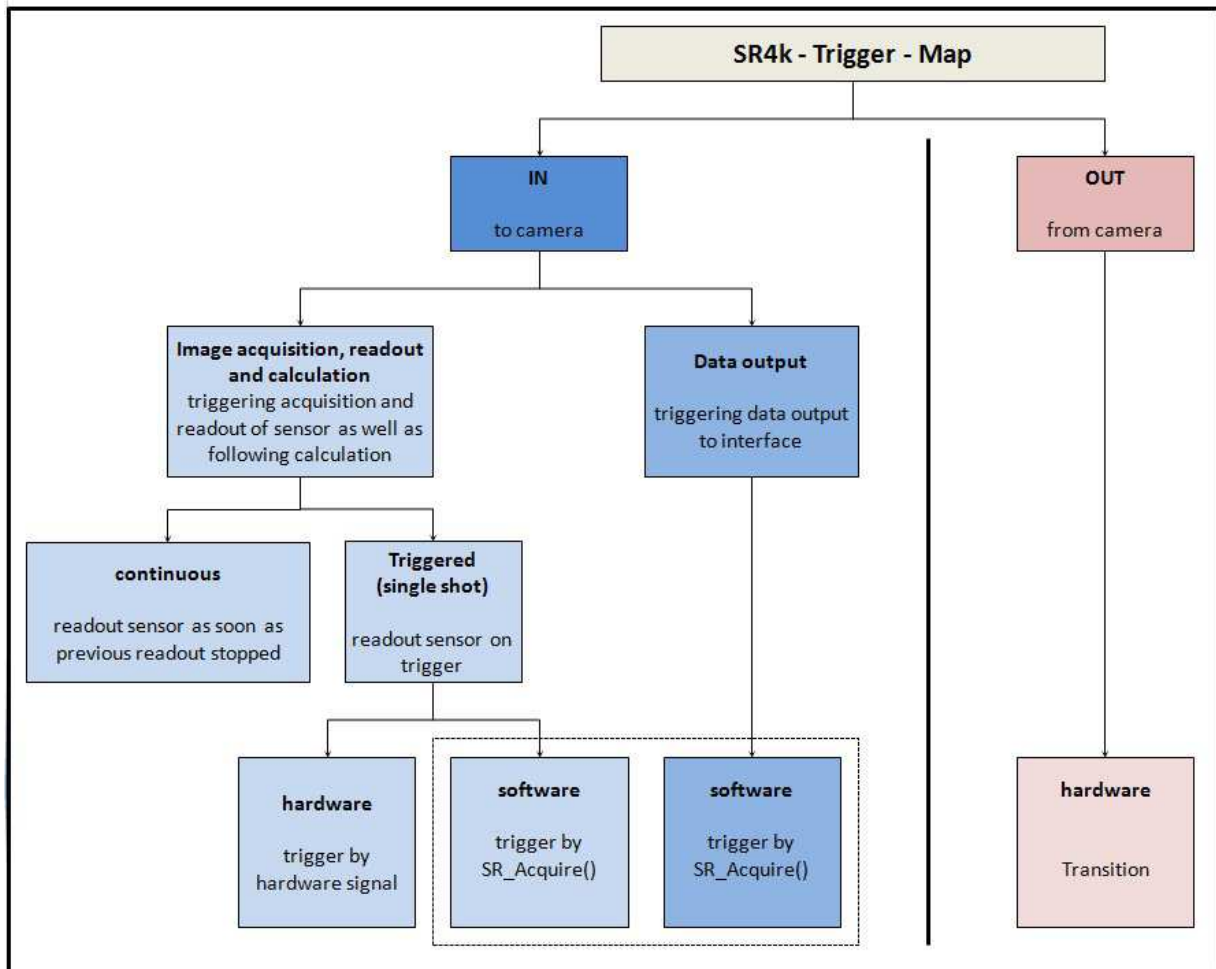 SR4k - Trigger - Map
IN
to camera
OUT
from camera
Image acquisition, readout
and calculation
triggering acquisition and
readout of sensor as well as
following calculation
Data output
triggering data output
to interface
continuous
readout sensor as soon as
previous readout stopped
Triggered
(single shot)
readout sensor on
trigger
hardware
trigger by
hardware signal
software
trigger by
SR_Acquire()
software
trigger by
SR_Acquire()
hardware
Transition